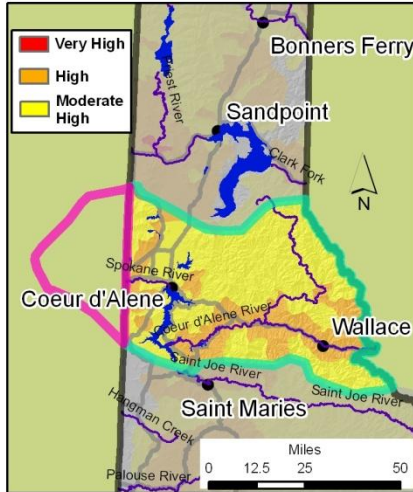 Very High
High
Moderate
High
Bonners Ferry
Priest River
Sandpoint
Clark Fork
N
Spokane River
Coeur d'Alene
Coeur d'Alene River
Wallace
Saint Joe River
Saint Joe River
Saint Maries
Hangman
Creek
Palouse River
Miles
0 12.5 25 50